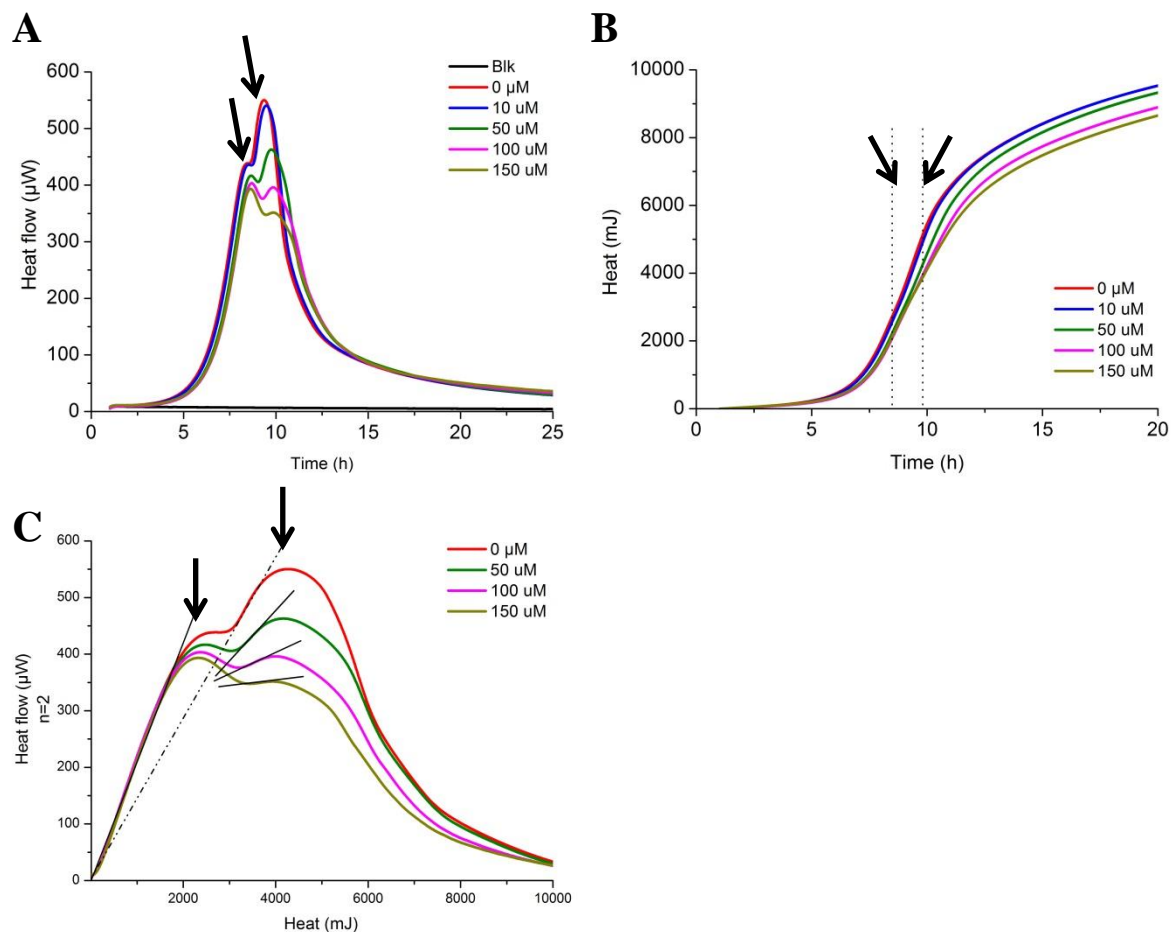 A
Heat flow (µW)
600
500
400
300
200
100
0
0 5 10 15 20 25
Time (h)
Blk
0 µM
10 uM
50 uM
100 uM
150 uM
B
Heat (mJ)
10000
8000
6000
4000
2000
0
0 5 10 15 20
Time (h)
0 µM
10 uM
50 uM
100 uM
150 uM
C
Heat flow (µW)
n=2
600
500
400
300
200
100
0
2000 4000 6000 8000 10000
Heat (mJ)
0 µM
50 uM
100 uM
150 uM